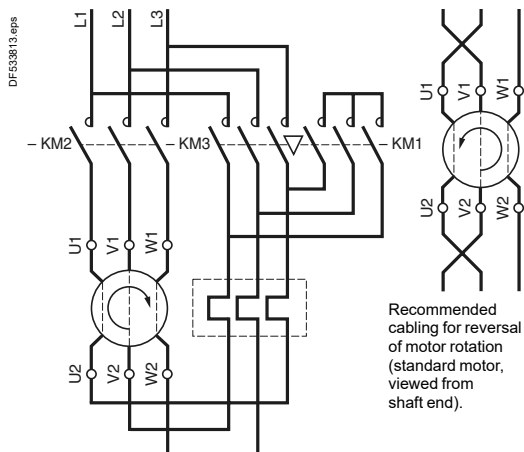 DF533813.eps
L1 L2 L3
– KM2
– KM3
– KM1
U1 V1 W1
U2 V2 W2
U1 V1 W1
U2 V2 W2
Recommended
cabling for reversal
of motor rotation
(standard motor,
viewed from
shaft end).